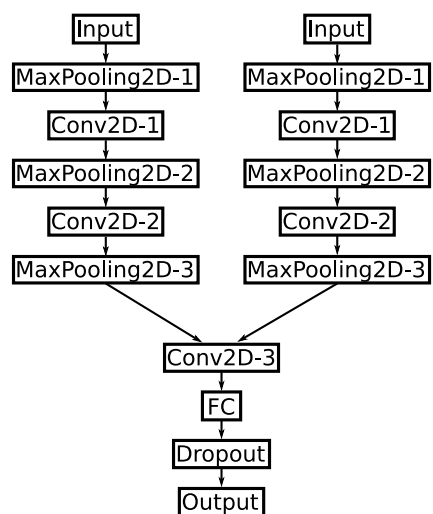 Input
Input
MaxPooling2D-1
MaxPooling2D-1
Conv2D-1
Conv2D-1
MaxPooling2D-2
MaxPooling2D-2
Conv2D-2
Conv2D-2
MaxPooling2D-3
MaxPooling2D-3
Conv2D-3
FC
Dropout
Output